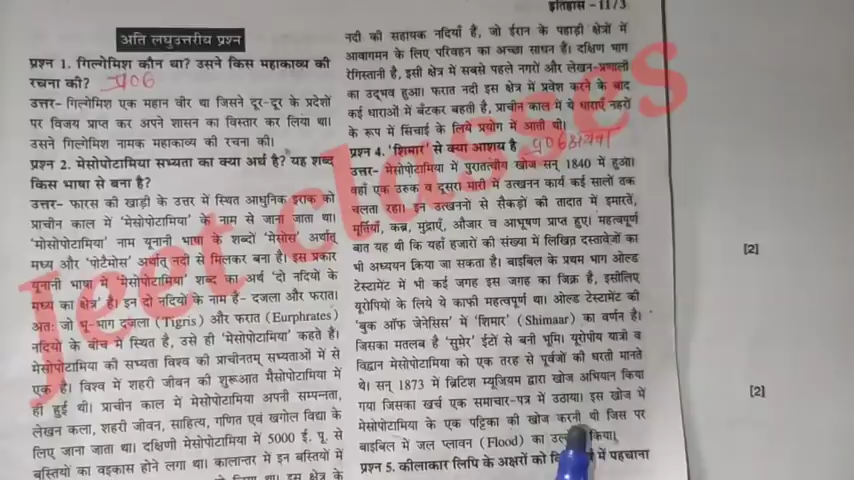 इतिहास - 11/3
अति लघुउत्तरीय प्रश्न
प्रश्न 1. गिल्गेमिश कौन था? उसने किस महाकाव्य की
रचना की?
उत्तर- गिल्गेमिश एक महान वीर था जिसने दूर-दूर के प्रदेशों
पर विजय प्राप्त कर अपने शासन का विस्तार कर लिया था।
उसने गिल्गेमिश नामक महाकाव्य की रचना की।
प्रश्न 2. मेसोपोटामिया सभ्यता का क्या अर्थ है? यह शब्द
किस भाषा से बना है?
उत्तर- फारस की खाड़ी के उत्तर में स्थित आधुनिक इराक को
प्राचीन काल में 'मेसोपोटामिया' के नाम से जाना जाता था।
'मोसोपोटामिया' नाम यूनानी भाषा के शब्दों 'मेसोस' अर्थात्
मध्य और 'पोटैमोस' अर्थात् नदी से मिलकर बना है। इस प्रकार
यूनानी भाषा में 'मेसोपोटामिया' शब्द का अर्थ 'दो नदियों के
मध्य का क्षेत्र' है। इन दो नदियों के नाम है- दजला और फरात।
अतः जो भू-भाग दजला (Tigris) और फरात (Eurphrates)
नदियो के बीच में स्थित है, उसे ही 'मेसोपोटामिया' कहते है।
मेसोपोटामिया की सभ्यता विश्व की प्राचीनतम् सभ्यताओं में से
एक है। विश्व में शहरी जीवन की शुरूआत मैसोपोटामिया में
ही हुई थी। प्राचीन काल में मेसोपोटामिया अपनी सम्पन्नता,
लेखन कला, शहरी जीवन, साहित्य, गणित एवं खगोल विद्या के
लिए जाना जाता था। दक्षिणी मेसोपोटामिया में 5000 ई. पू. से
बस्तियों का वइकास होने लगा था। कालान्तर में इन बस्तियों में
था। इस क्षेत्र के
नदी की सहायक नदियाँ है, जो ईरान के पहाड़ी क्षेत्रों में
आवागमन के लिए परिवहन का अच्छा साधन हैं। दक्षिण भाग
रेगिस्तानी है, इसी क्षेत्र में सबसे पहले नगरों और लेखन-प्रणाली
का उद्‌भव हुआ। फरात नदी इस क्षेत्र में प्रवेश करने के बाद
कई धाराओं में बँटकर बहती है, प्राचीन काल में ये धाराएँ नहरों
के रूप में सिंचाई के लिये प्रयोग में आती थी।
प्रश्न 4. 'शिमार' से क्या आशय है
उत्तर- मेसोपोटामिया में पुरातत्वीय खोज सन् 1840 में हुआ।
वहाँ एक उरुक व दूसरा मारी में उत्खनन कार्य कई सालों तक
चलता रहा। इन उत्खननो से सैकड़ों की तादात में इमारतें,
मूर्तियाँ, कब्र, मुद्राएँ, औजार व आभूषण प्राप्त हुए। महत्वपूर्ण
बात यह थी कि यहाँ हजारों की संख्या में लिखित दस्तावेजों का
भी अध्ययन किया जा सकता है। बाइबिल के प्रथम भाग ओल्ड
टेस्टामेंट में भी कई जगह इस जगह का जिक्र है, इसीलिए
यूरोपियों के लिये ये काफी महत्वपूर्ण था। ओल्ड टेस्टामेंट की
'बुक ऑफ जेनेसिस' में 'शिमार' (Shimaar) का वर्णन है।
जिसका मतलब है 'सुमेर' ईटों से बनी भूमि। यूरोपीय यात्री व
विद्वान मेसोपोटामिया को एक तरह से पूर्वजों की धरती मानते
थे। सन् 1873 में ब्रिटिश म्यूजियम द्वारा खोज अभियान किया
गया जिसका खर्च एक समाचार-पत्र में उठाया। इस खोज में
मेसोपोटामिया के एक पट्टिका की खोज करनी थी जिस पर
बाइबिल में जल प्लावन (Flood) का किया।
प्रश्न 5. कीलाकार लिपि के अक्षरों को में पहचाना
[2]
[2]
Jeet classes